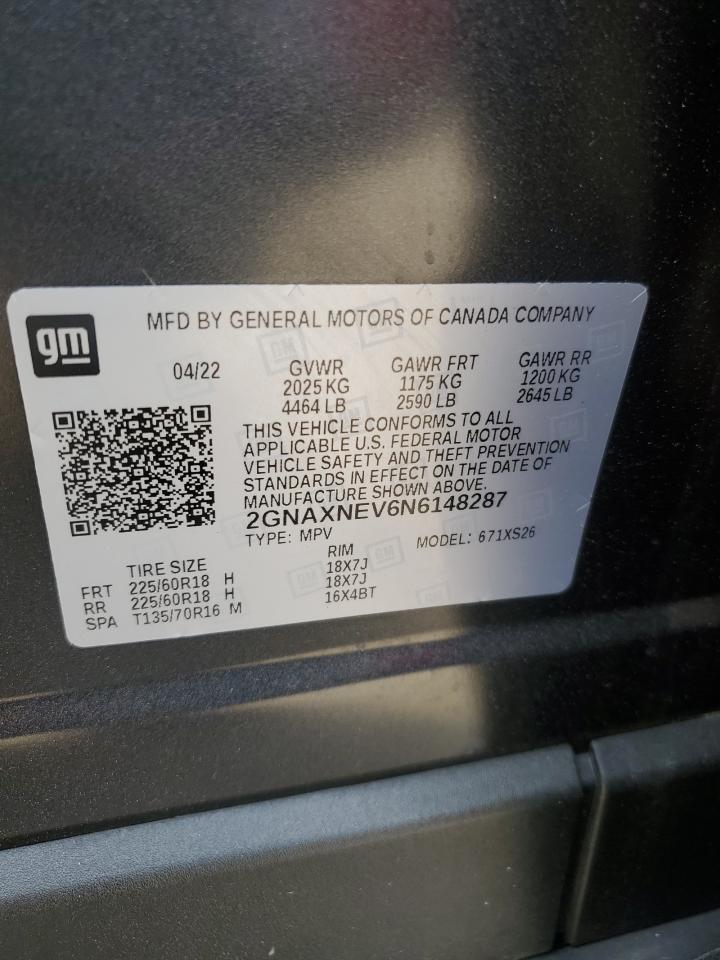 gm
MFD BY GENERAL MOTORS OF CANADA COMPANY
04/22
GVWR
2025 KG
4464 LB
GAWR FRT
1175 KG
2590 LB
GAWR RR
1200 KG
2645 LB
THIS VEHICLE CONFORMS TO ALL
APPLICABLE U.S. FEDERAL MOTOR
VEHICLE SAFETY AND THEFT PREVENTION
STANDARDS IN EFFECT ON THE DATE OF
MANUFACTURE SHOWN ABOVE.
2GNAXNEV6N6148287
TYPE: MPV
MODEL: 671XS26
TIRE SIZE RIM
FRT 225/60R18 H 18X7J
RR 225/60R18 H 18X7J
SPA T135/70R16 M 16X4BT